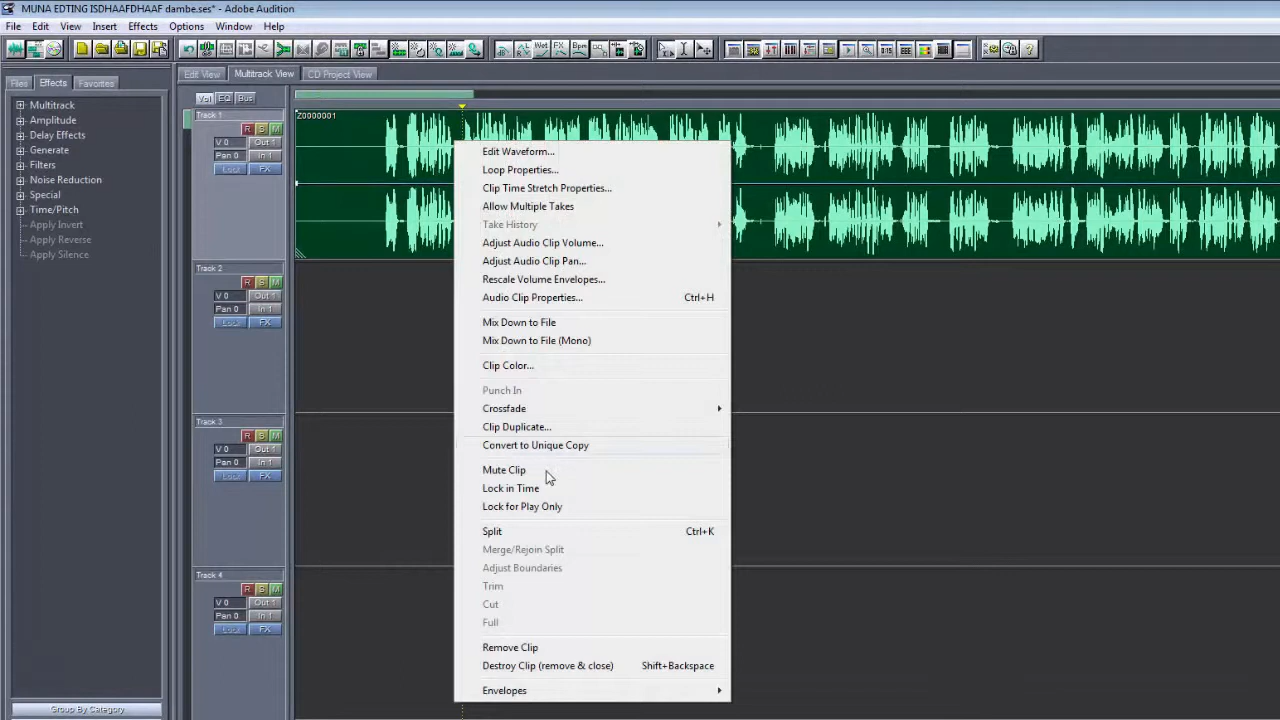 MUNA EDTING ISDHAAFDHAAF dambe.ses* - Adobe Audition
File Edit View Insert Effects Options Window Help
Files Effects Favorites
Edit View Multitrack View CD Project View
Multitrack
Amplitude
Delay Effects
Generate
Filters
Noise Reduction
Special
Time/Pitch
Apply Invert
Apply Reverse
Apply Silence
Group By Category
Vol EQ Bus
Track 1
R S M
V 0 Out 1
Pan 0 In 1
Lock FX
Z0000001
Track 2
R S M
V 0 Out 1
Pan 0 In 1
Lock FX
Track 3
R S M
V 0 Out 1
Pan 0 In 1
Lock FX
Track 4
R S M
V 0 Out 1
Pan 0 In 1
Lock FX
Edit Waveform...
Loop Properties...
Clip Time Stretch Properties...
Allow Multiple Takes
Take History
Adjust Audio Clip Volume...
Adjust Audio Clip Pan...
Rescale Volume Envelopes...
Audio Clip Properties... Ctrl+H
Mix Down to File
Mix Down to File (Mono)
Clip Color...
Punch In
Crossfade
Clip Duplicate...
Convert to Unique Copy
Mute Clip
Lock in Time
Lock for Play Only
Split Ctrl+K
Merge/Rejoin Split
Adjust Boundaries
Trim
Cut
Full
Remove Clip
Destroy Clip (remove & close) Shift+Backspace
Envelopes